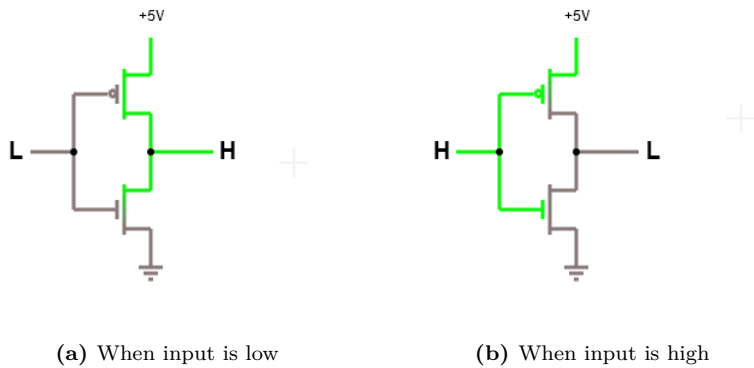 +5V
L
H
(a) When input is low
+5V
H
L
(b) When input is high